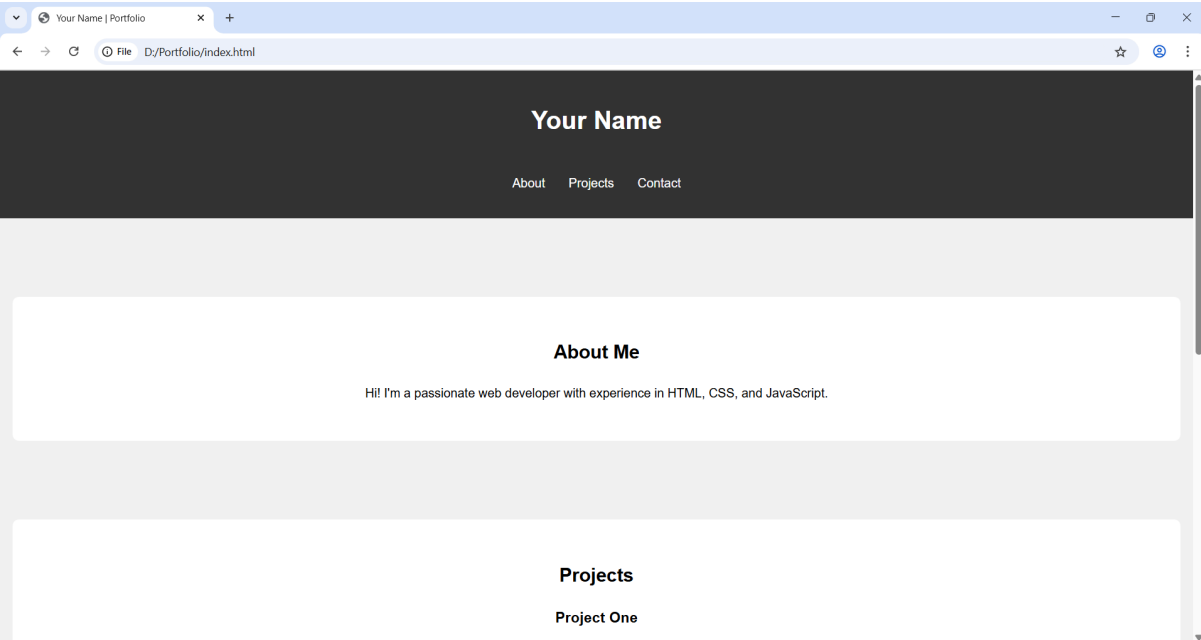 Your Name | Portfolio
File D:/Portfolio/index.html
Your Name
About Projects Contact
About Me
Hi! I'm a passionate web developer with experience in HTML, CSS, and JavaScript.
Projects
Project One